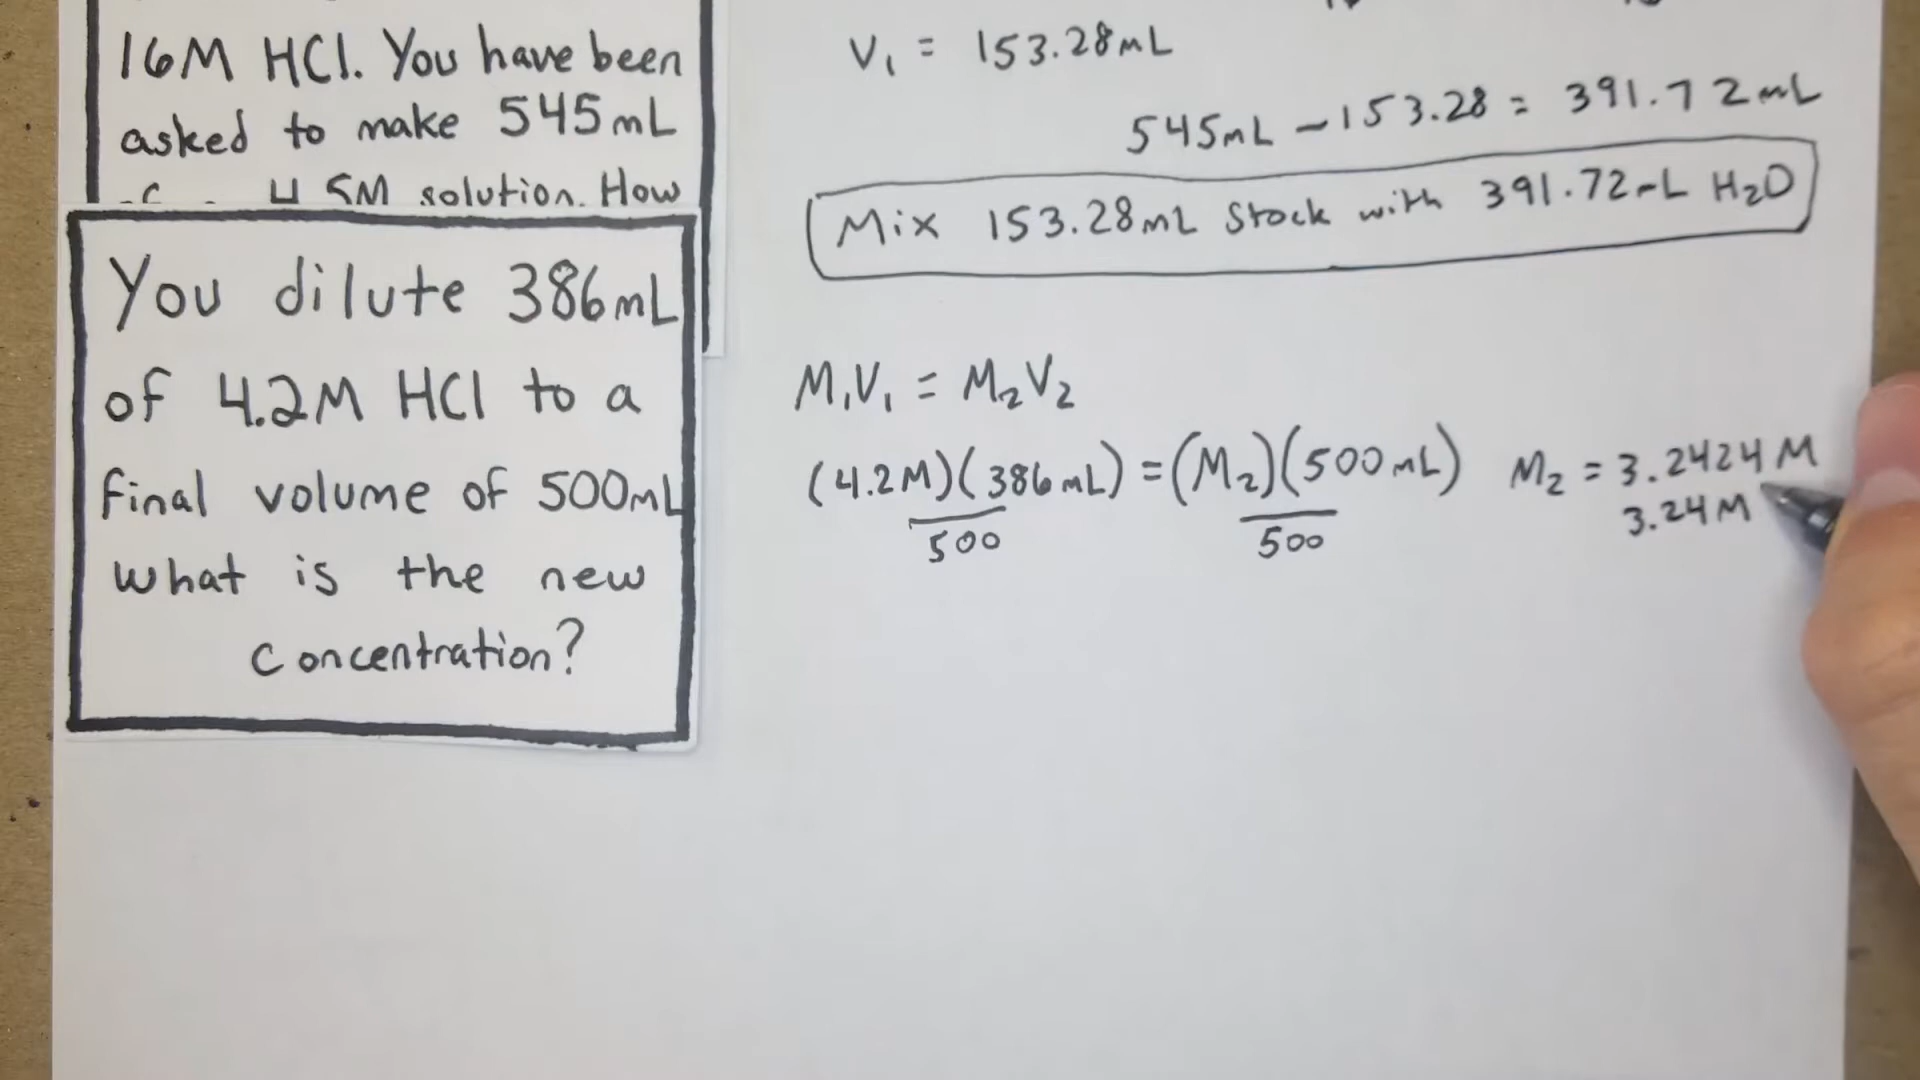 16M HCl. You have been
asked to make 545mL
4.5M solution. How
You dilute 386mL
of 4.2M HCl to a
final volume of 500mL
what is the new
concentration?
V₁ = 153.28mL
545mL - 153.28 = 391.72mL
Mix 153.28mL Stock with 391.72mL H₂O
M₁V₁ = M₂V₂
(4.2M)(386mL) = (M₂)(500mL) M₂ = 3.2424M
500 500 3.24M